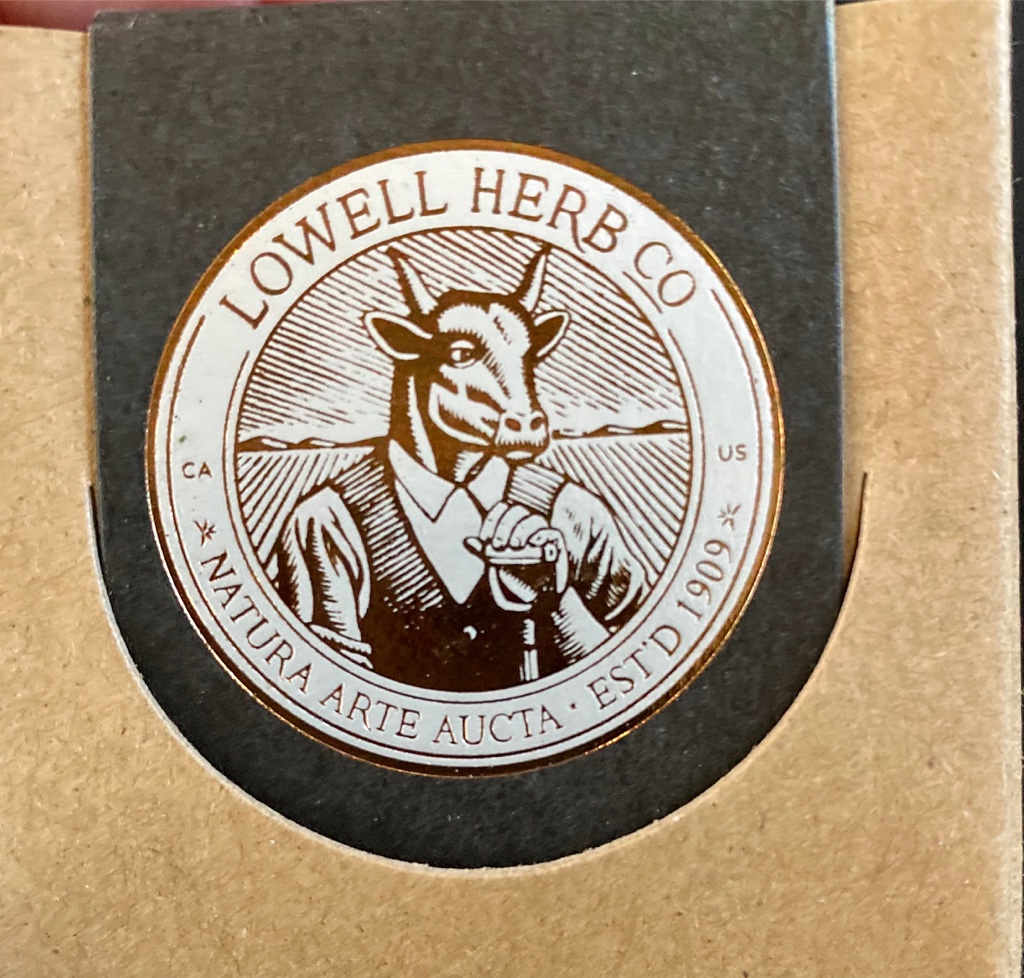 LOWELL HERB CO
CA
US
NATURA ARTE AUCTA · EST'D 1909